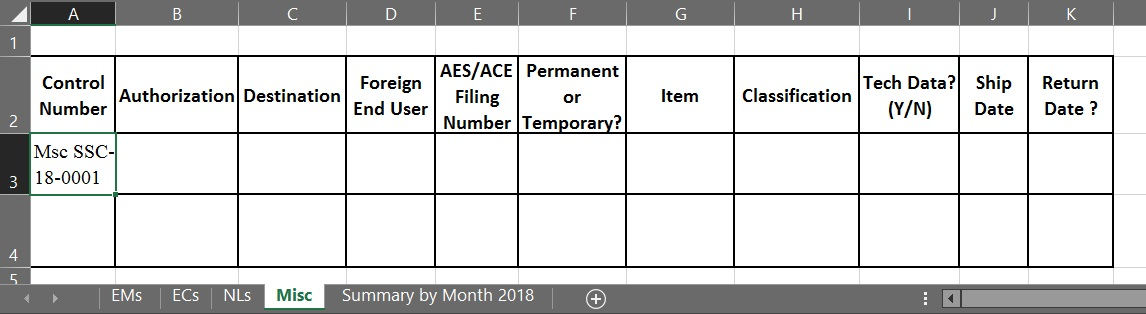 A B C D E F G H I J K
1
2 Control Number Authorization Destination Foreign End User AES/ACE Filing Number Permanent or Temporary? Item Classification Tech Data? (Y/N) Ship Date Return Date ?
3 Msc SSC-18-0001
4
5
EMs ECs NLs Misc Summary by Month 2018